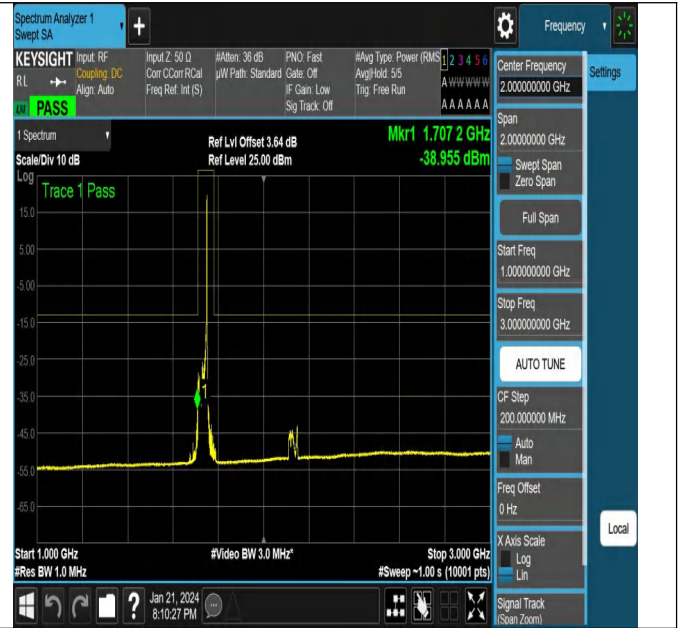 Spectrum Analyzer 1
Swept SA
+
Frequency
KEYSIGHT
RL
LXI
PASS
Input: RF
Coupling: DC
Align: Auto
Input Z: 50 Ω
Corr CCorr RCal
Freq Ref: Int (S)
#Atten: 36 dB
µW Path: Standard
PNO: Fast
Gate: Off
IF Gain: Low
Sig Track: Off
#Avg Type: Power (RMS
Avg|Hold: 5/5
Trig: Free Run
1 2 3 4 5 6
A W W W W W
A A A A A A
Center Frequency
2.000000000 GHz
Settings
Span
2.00000000 GHz
Swept Span
Zero Span
Full Span
Start Freq
1.000000000 GHz
Stop Freq
3.000000000 GHz
AUTO TUNE
CF Step
200.000000 MHz
Auto
Man
Freq Offset
0 Hz
X Axis Scale
Log
Lin
Signal Track
(Span Zoom)
Local
1 Spectrum
Scale/Div 10 dB
Ref Lvl Offset 3.64 dB
Ref Level 25.00 dBm
Mkr1 1.707 2 GHz
-38.955 dBm
Log
Trace 1 Pass
15.0
5.00
-5.00
-15.0
-25.0
-35.0
-45.0
-55.0
-65.0
1
Start 1.000 GHz
#Res BW 1.0 MHz
#Video BW 3.0 MHz*
Stop 3.000 GHz
#Sweep ~1.00 s (10001 pts)
?
Jan 21, 2024
8:10:27 PM